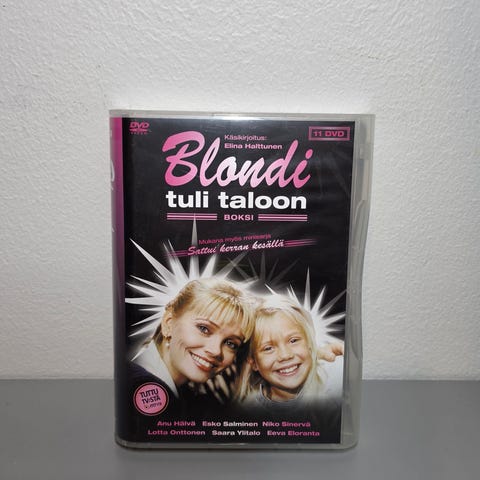 DVD
VIDEO
Käsikirjoitus:
Elina Halttunen
11 DVD
Blondi
tuli taloon
BOKSI
Mukana myös minisarja
Sattui kerran kesällä
TUTTU
TV:STÄ
Anu Hälvä Esko Salminen Niko Sinervä
Lotta Onttonen Saara Ylitalo Eeva Eloranta